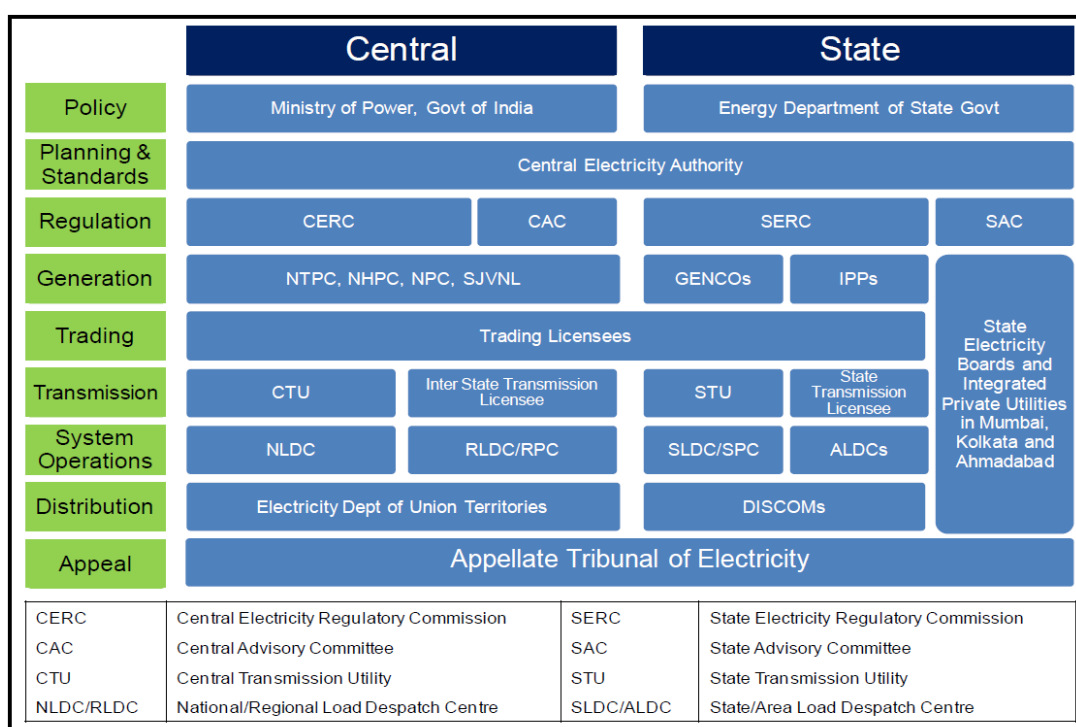 Central
State
Policy
Ministry of Power, Govt of India
Energy Department of State Govt
Planning &
Standards
Central Electricity Authority
Regulation
CERC
CAC
SERC
SAC
Generation
NTPC, NHPC, NPC, SJVNL
GENCOs
IPPs
State
Electricity
Boards and
Integrated
Private Utilities
in Mumbai,
Kolkata and
Ahmadabad
Trading
Trading Licensees
Transmission
CTU
Inter State Transmission
Licensee
STU
State
Transmission
Licensee
System
Operations
NLDC
RLDC/RPC
SLDC/SPC
ALDCs
Distribution
Electricity Dept of Union Territories
DISCOMs
Appeal
Appellate Tribunal of Electricity
CERC Central Electricity Regulatory Commission SERC State Electricity Regulatory Commission
CAC Central Advisory Committee SAC State Advisory Committee
CTU Central Transmission Utility STU State Transmission Utility
NLDC/RLDC National/Regional Load Despatch Centre SLDC/ALDC State/Area Load Despatch Centre